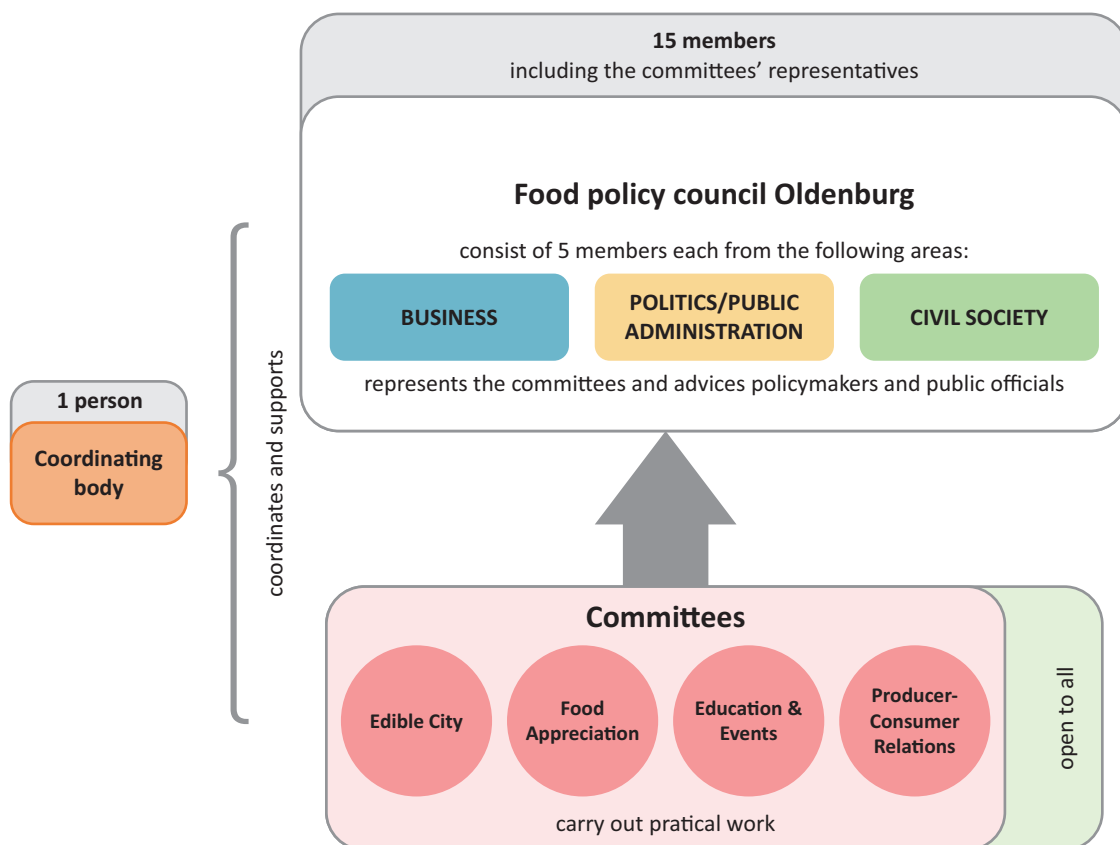 15 members
including the committees’ representatives
Food policy council Oldenburg
consist of 5 members each from the following areas:
BUSINESS
POLITICS/PUBLIC
ADMINISTRATION
CIVIL SOCIETY
represents the committees and advices policymakers and public officials
1 person
Coordinating
body
coordinates and supports
Committees
Edible City
Food
Appreciation
Education &
Events
Producer-
Consumer
Relations
carry out pratical work
open to all